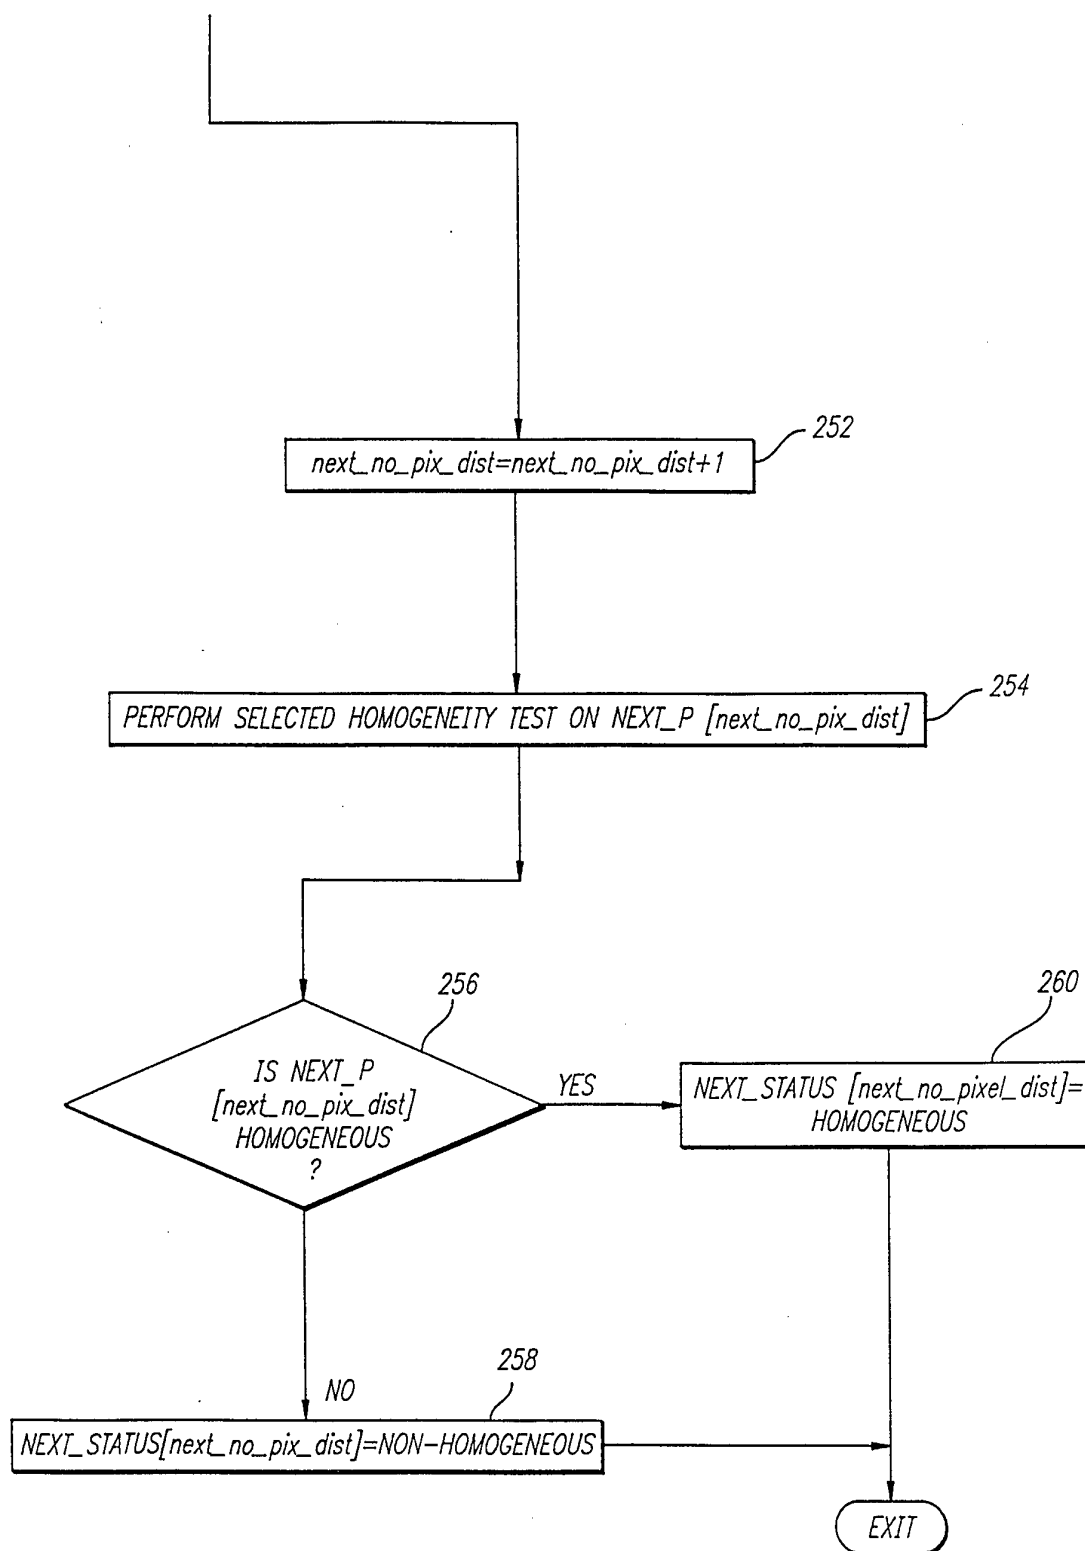 252
next_no_pix_dist=next_no_pix_dist+1
254
PERFORM SELECTED HOMOGENEITY TEST ON NEXT_P [next_no_pix_dist]
256
IS NEXT_P
[next_no_pix_dist]
HOMOGENEOUS
?
YES
260
NEXT_STATUS [next_no_pixel_dist]=
HOMOGENEOUS
NO
258
NEXT_STATUS[next_no_pix_dist]=NON-HOMOGENEOUS
EXIT